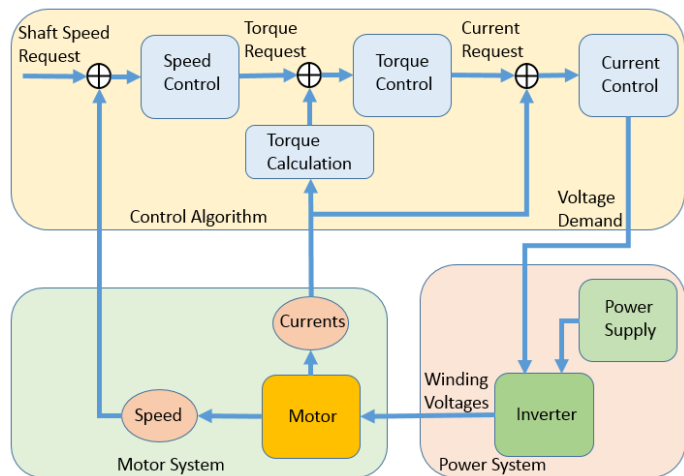 Shaft Speed
Request
Speed
Control
Torque
Request
Torque
Control
Current
Request
Current
Control
Torque
Calculation
Control Algorithm
Voltage
Demand
Currents
Speed
Motor
Motor System
Winding
Voltages
Inverter
Power
Supply
Power System